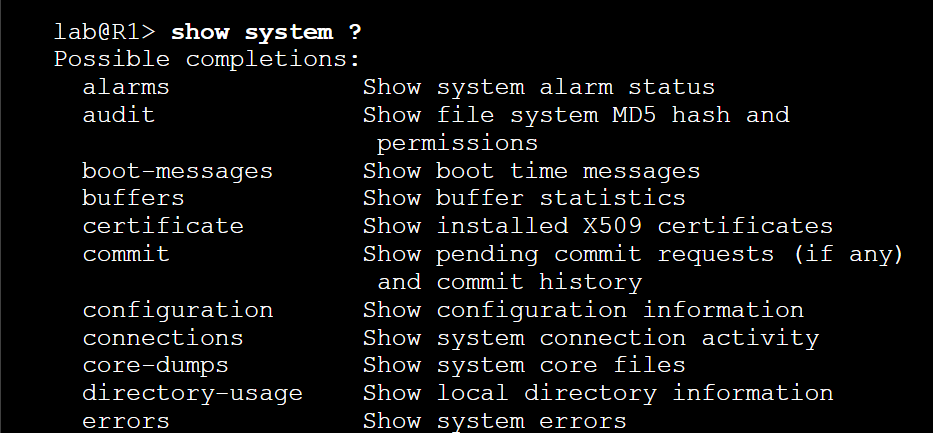 lab@R1> show system ?
Possible completions:
alarms Show system alarm status
audit Show file system MD5 hash and
permissions
boot-messages Show boot time messages
buffers Show buffer statistics
certificate Show installed X509 certificates
commit Show pending commit requests (if any)
and commit history
configuration Show configuration information
connections Show system connection activity
core-dumps Show system core files
directory-usage Show local directory information
errors Show system errors